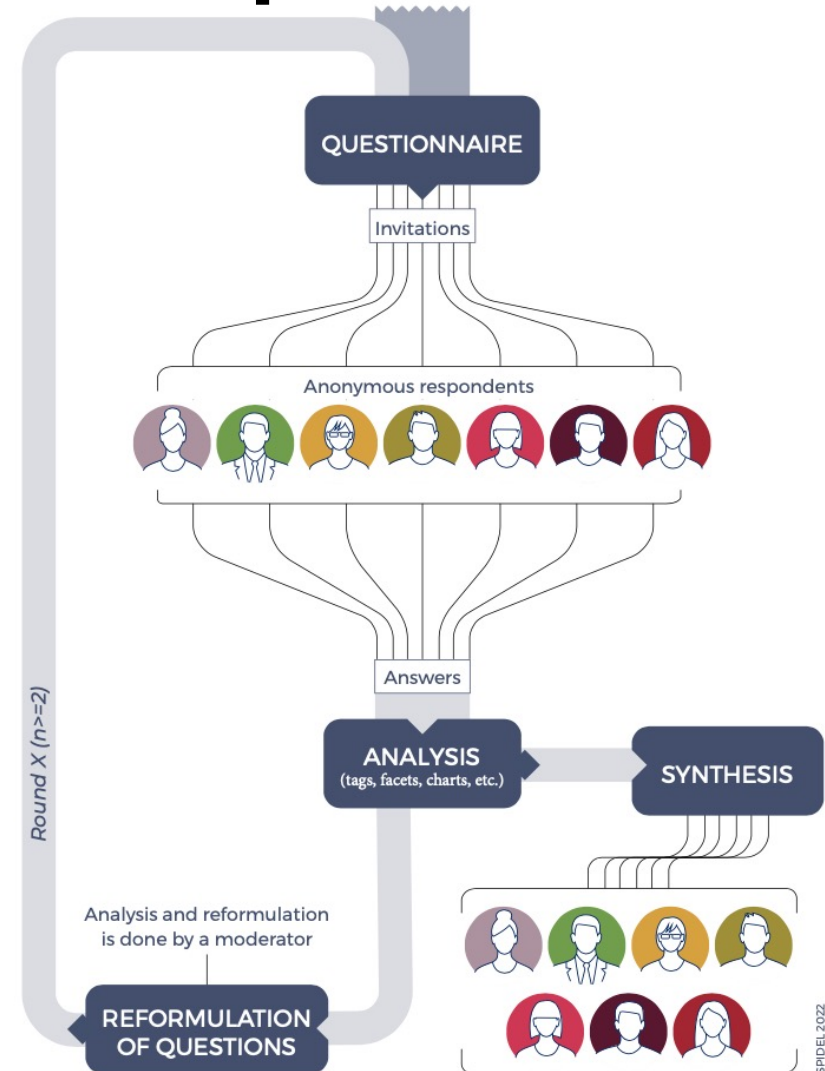 QUESTIONNAIRE
Invitations
Anonymous respondents
Answers
ANALYSIS
(tags, facets, charts, etc.)
SYNTHESIS
Round X (n>=2)
Analysis and reformulation
is done by a moderator
REFORMULATION
OF QUESTIONS
SPIDEL 2022